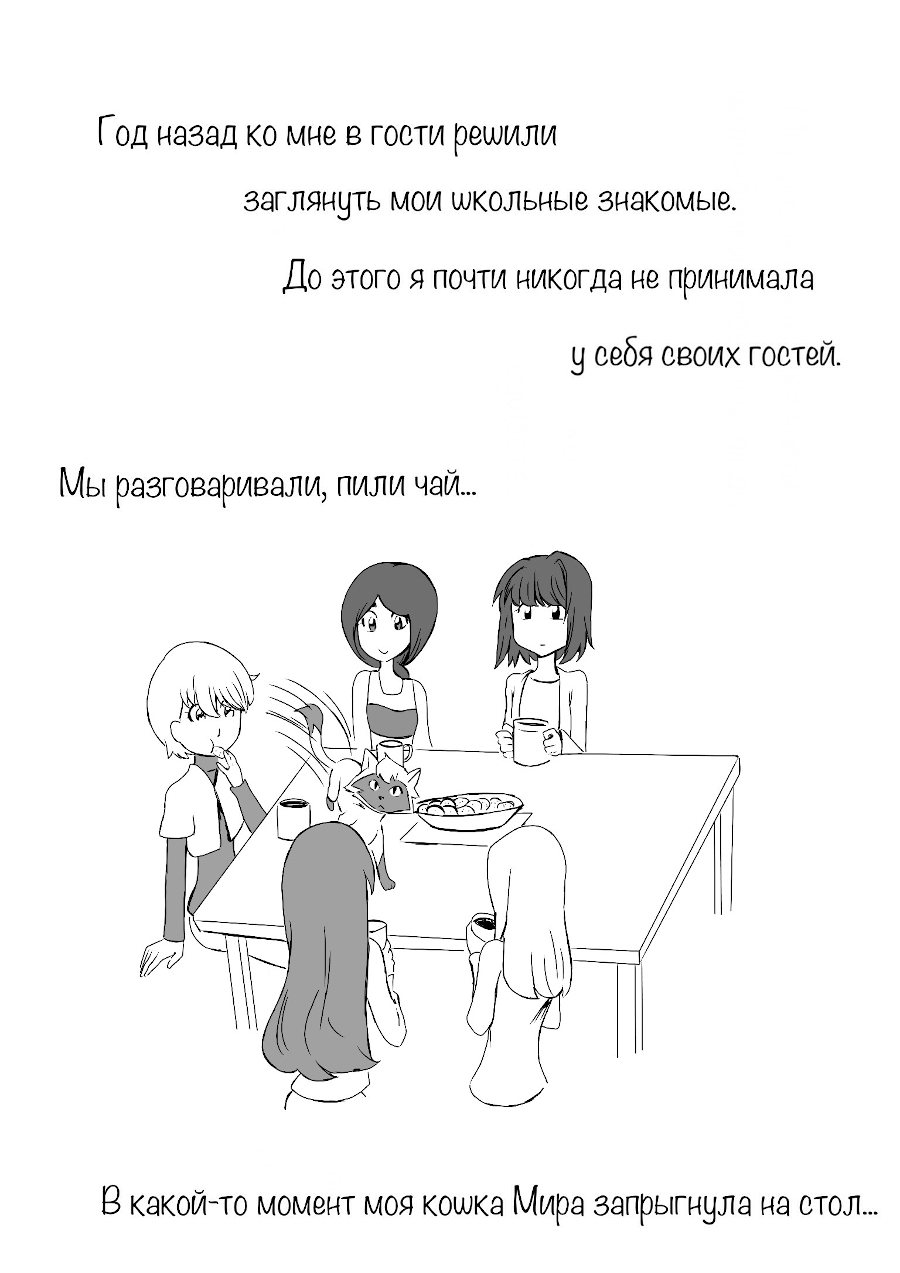 Год назад ко мне в гости решили
заглянуть мои школьные знакомые.
До этого я почти никогда не принимала
у себя своих гостей.
Мы разговаривали, пили чай...
В какой-то момент моя кошка Мира запрыгнула на стол...